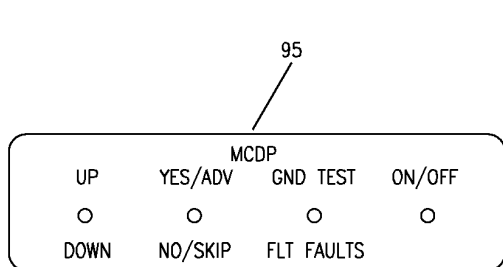 95
MCDP
UP YES/ADV GND TEST ON/OFF
DOWN NO/SKIP FLT FAULTS